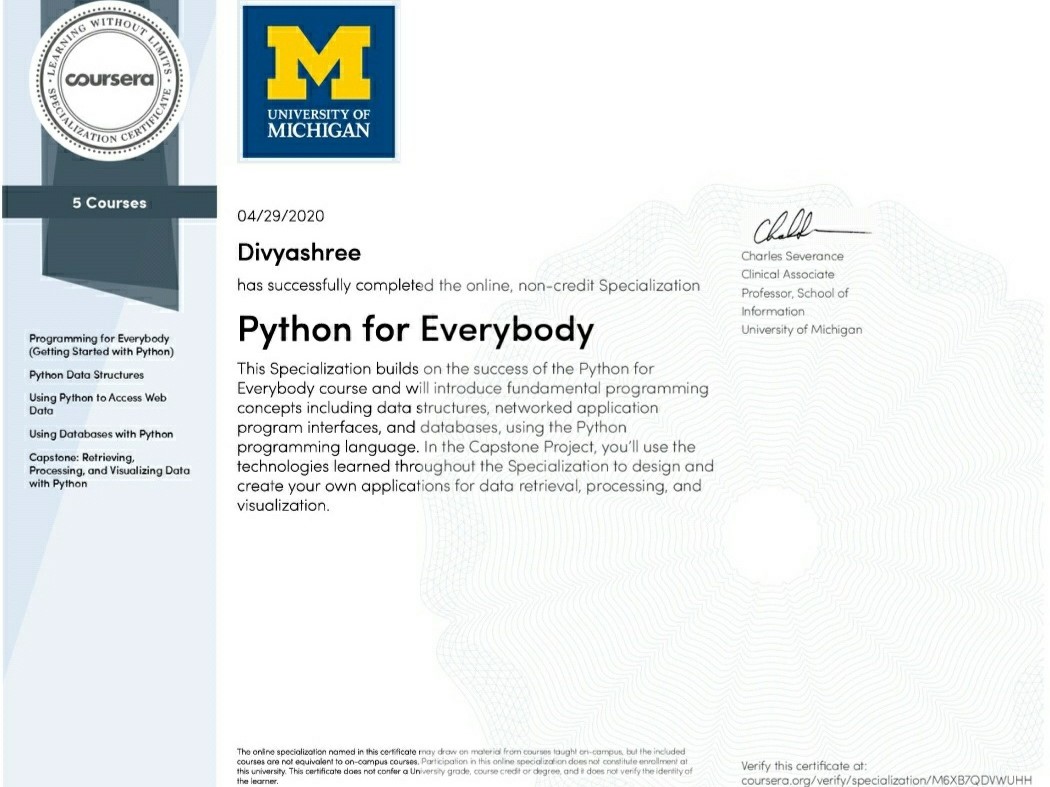 LEARNING WITHOUT LIMITS
coursera
SPECIALIZATION CERTIFICATE
5 Courses
Programming for Everybody
(Getting Started with Python)
Python Data Structures
Using Python to Access Web
Data
Using Databases with Python
Capstone: Retrieving,
Processing, and Visualizing Data
with Python
M
UNIVERSITY OF
MICHIGAN
04/29/2020
Divyashree
has successfully completed the online, non-credit Specialization
Python for Everybody
This Specialization builds on the success of the Python for
Everybody course and will introduce fundamental programming
concepts including data structures, networked application
program interfaces, and databases, using the Python
programming language. In the Capstone Project, you'll use the
technologies learned throughout the Specialization to design and
create your own applications for data retrieval, processing, and
visualization.
Charles Severance
Clinical Associate
Professor, School of
Information
University of Michigan
The online specialization named in this certificate may draw on material from courses taught on-campus, but the included
courses are not equivalent to on-campus courses. Participation in this online specialization does not constitute enrollment at
this university. This certificate does not confer a University grade, course credit or degree, and it does not verify the identity of
the learner.
Verify this certificate at:
coursera.org/verify/specialization/M6XB7QDVWUHH